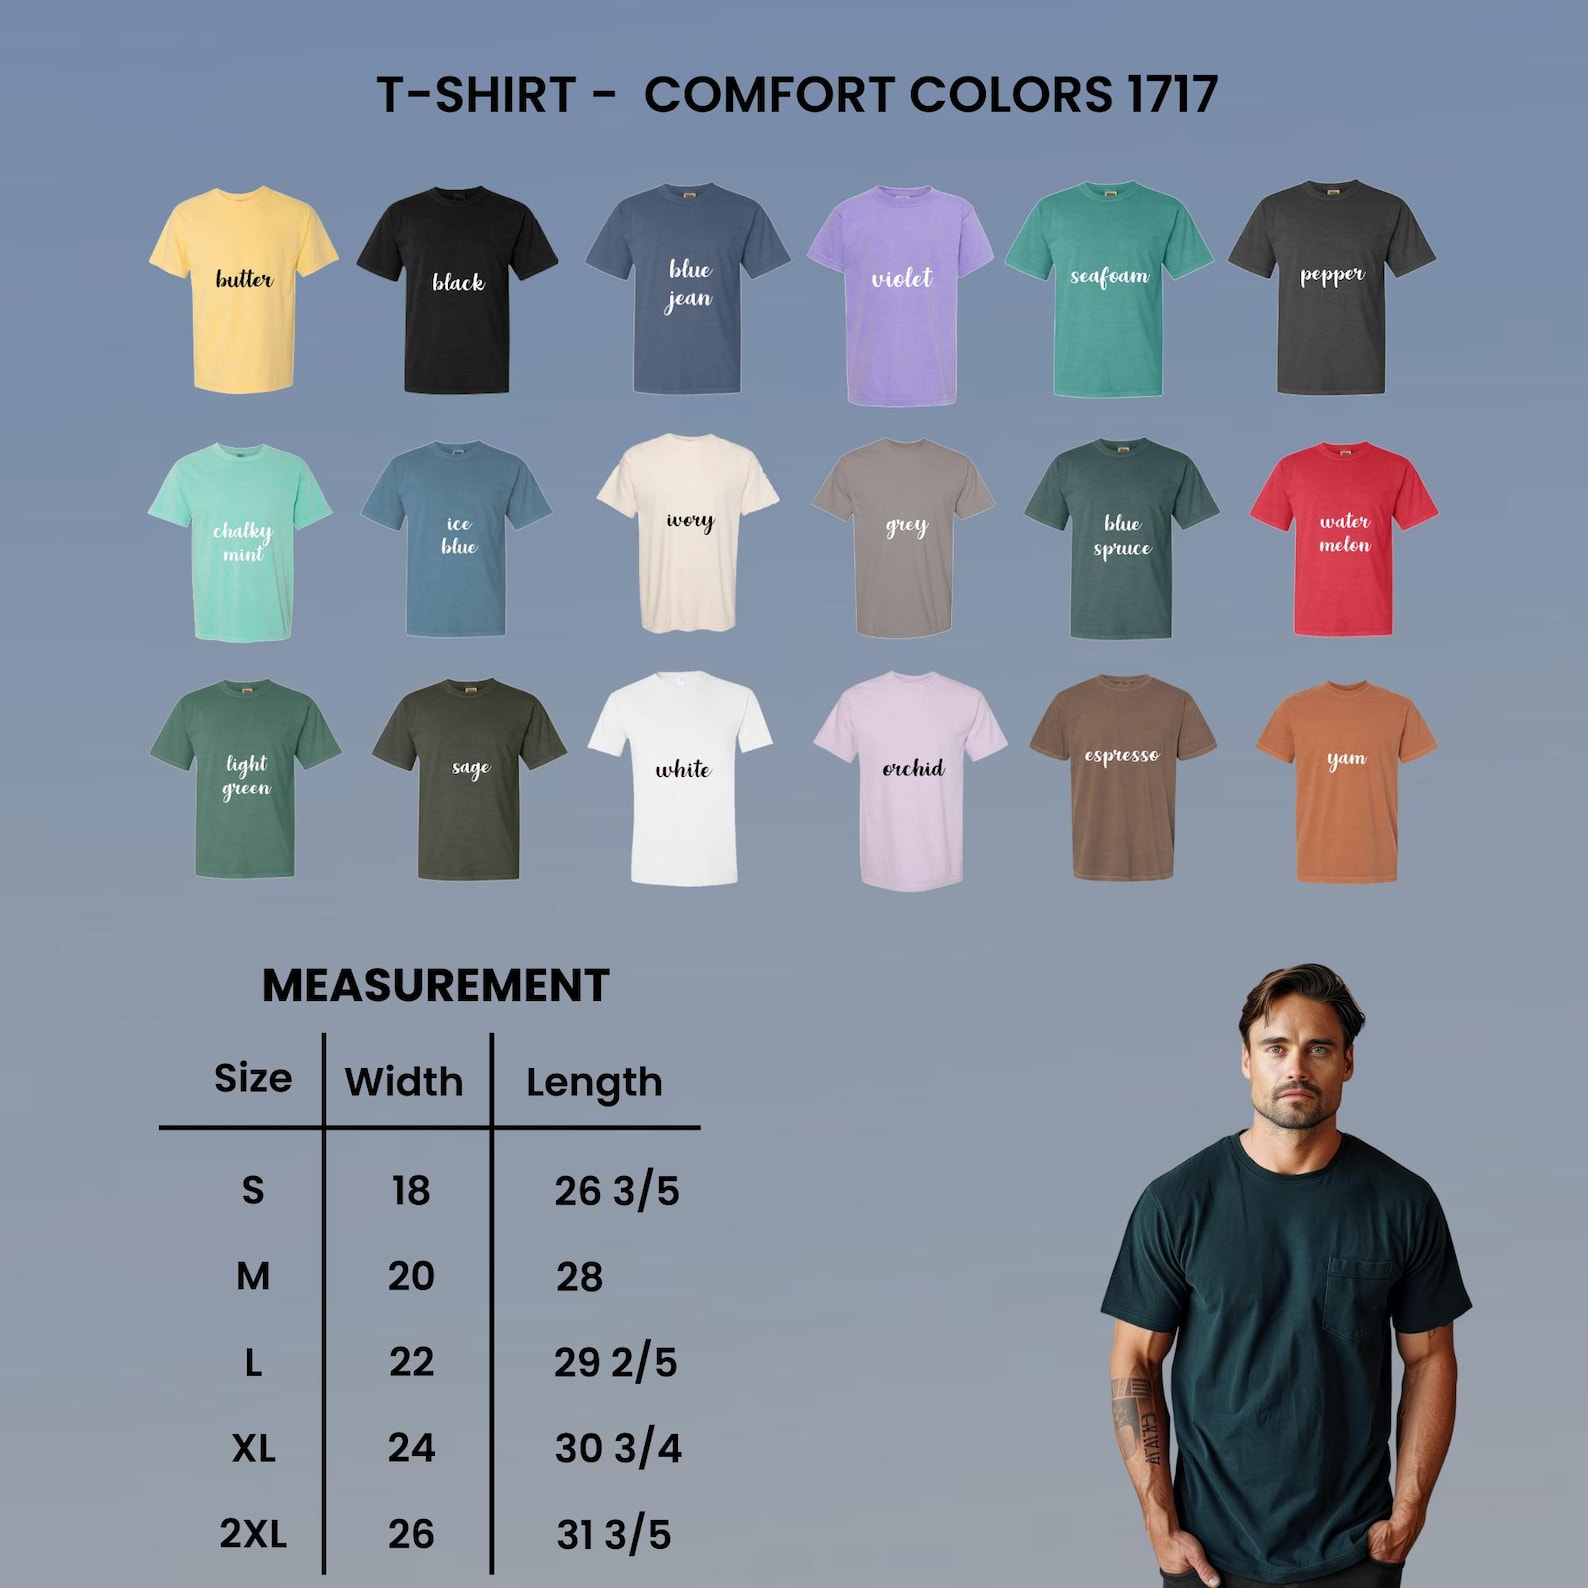 T-SHIRT - COMFORT COLORS 1717
butter
black
blue
jean
violet
seafoam
pepper
chalky
mint
ice
blue
ivory
grey
blue
spruce
water
melon
light
green
sage
white
orchid
espresso
yam
MEASUREMENT
Size Width Length
S 18 26 3/5
M 20 28
L 22 29 2/5
XL 24 30 3/4
2XL 26 31 3/5